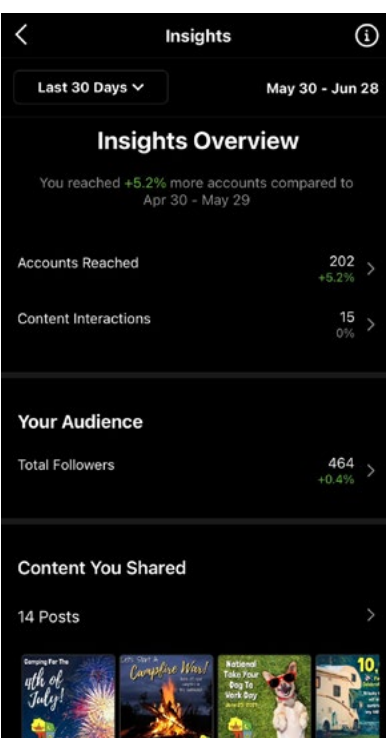 Insights
Last 30 Days
May 30 - Jun 28
Insights Overview
You reached +5.2% more accounts compared to
Apr 30 - May 29
Accounts Reached
202
+5.2%
Content Interactions
15
0%
Your Audience
Total Followers
464
+0.4%
Content You Shared
14 Posts
Camping For The
4th of
July!
Let's Start A
Campfire War!
National
Take Your
Dog To
Work Day
10,